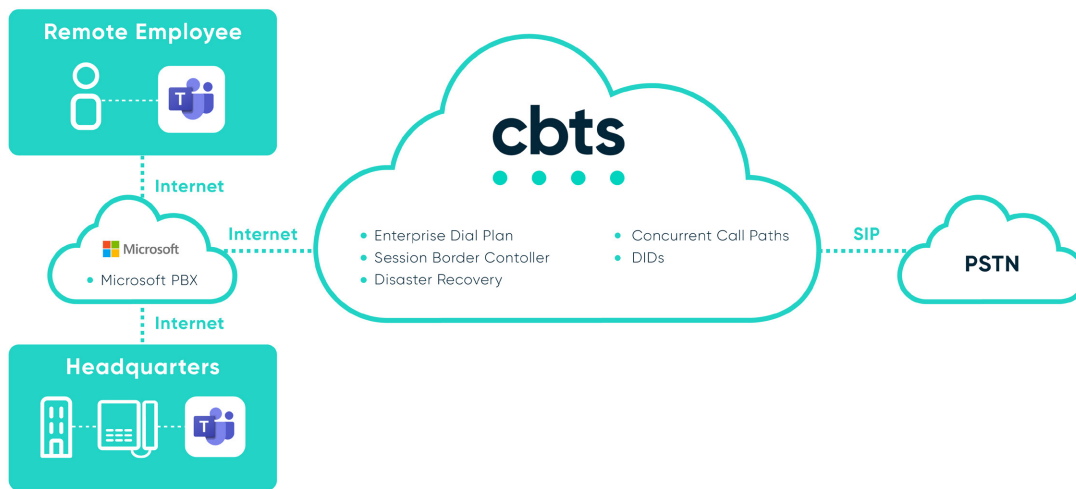 Remote Employee
T
Internet
Microsoft
• Microsoft PBX
Internet
Internet
Headquarters
T
cbts
• Enterprise Dial Plan
• Session Border Contoller
• Disaster Recovery
• Concurrent Call Paths
• DIDs
SIP
PSTN